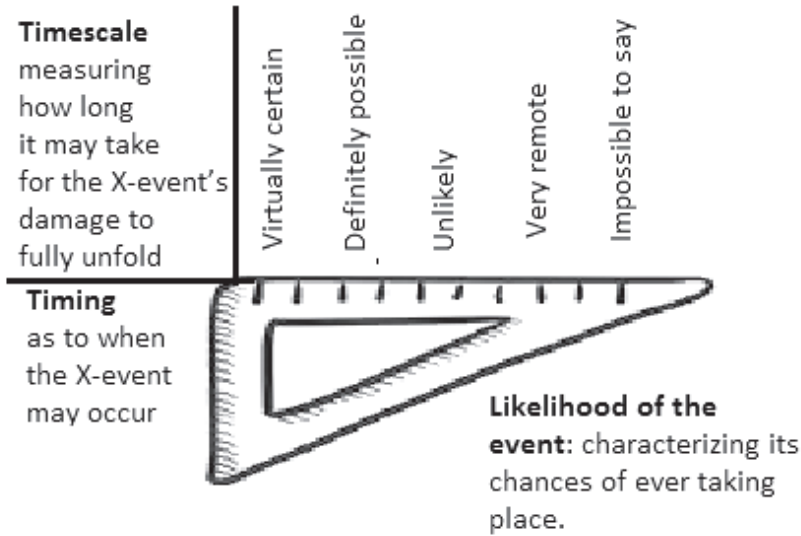 Timescale
measuring
how long
it may take
for the X-event's
damage to
fully unfold
Virtually certain
Definitely possible
Unlikely
Very remote
Impossible to say
Timing
as to when
the X-event
may occur
Likelihood of the
event: characterizing its
chances of ever taking
place.